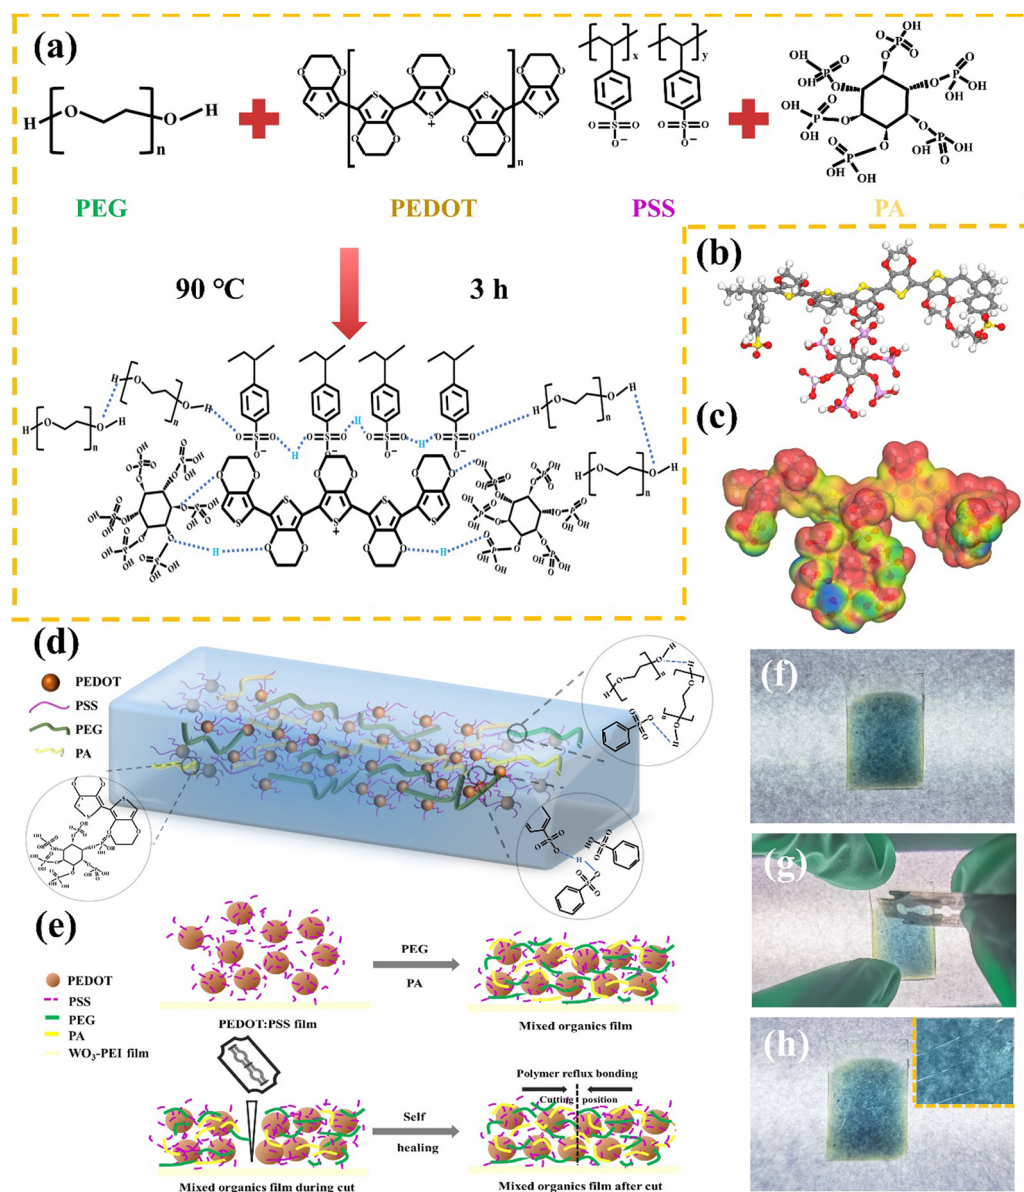 (a)
PEG
PEDOT
PSS
PA
90 °C
3 h
(b)
(c)
(d)
PEDOT
PSS
PEG
PA
(e)
PEDOT
PSS
PEG
PA
WO3-PEI film
PEG
PA
PEDOT:PSS film
Mixed organics film
Polymer reflux bonding
Cutting position
Self
healing
Mixed organics film during cut
Mixed organics film after cut
(f)
(g)
(h)